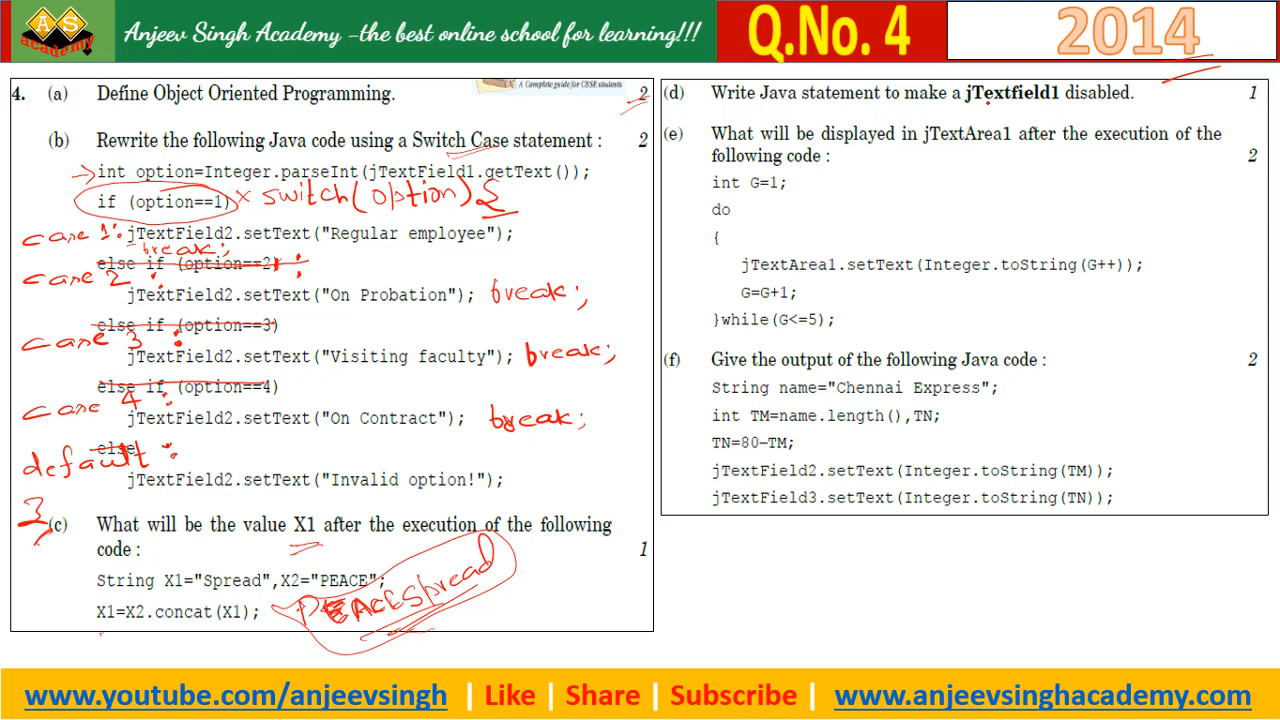 AS
academy
Anjeev Singh Academy –the best online school for learning!!!
Q.No. 4
2014
A Complete guide for CBSE students
4. (a) Define Object Oriented Programming. 2
(b) Rewrite the following Java code using a Switch Case statement : 2
int option=Integer.parseInt(jTextField1.getText());
if (option==1) × switch(option) {
case 1: jTextField2.setText("Regular employee");
break;
else if (option==2)
case 2 :
jTextField2.setText("On Probation"); break;
else if (option==3)
case 3 :
jTextField2.setText("Visiting faculty"); break;
else if (option==4)
case 4 :
jTextField2.setText("On Contract"); break;
else
default :
jTextField2.setText("Invalid option!");
}
(c) What will be the value X1 after the execution of the following
code : 1
String X1="Spread",X2="PEACE";
X1=X2.concat(X1); PEACESpread
(d) Write Java statement to make a jTextfield1 disabled. 1
(e) What will be displayed in jTextArea1 after the execution of the
following code : 2
int G=1;
do
{
jTextArea1.setText(Integer.toString(G++));
G=G+1;
}while(G<=5);
(f) Give the output of the following Java code : 2
String name="Chennai Express";
int TM=name.length(),TN;
TN=80–TM;
jTextField2.setText(Integer.toString(TM));
jTextField3.setText(Integer.toString(TN));
www.youtube.com/anjeevsingh | Like | Share | Subscribe | www.anjeevsinghacademy.com